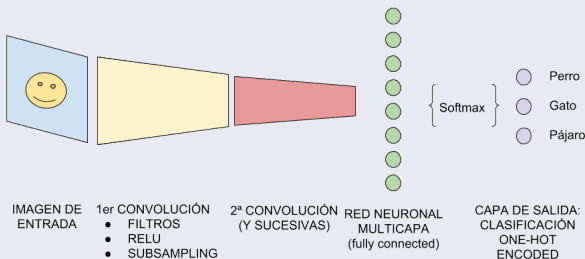 Perro
Softmax
Gato
Pájaro
IMAGEN DE
ENTRADA
1er CONVOLUCIÓN
● FILTROS
● RELU
● SUBSAMPLING
2ª CONVOLUCIÓN
(Y SUCESIVAS)
RED NEURONAL
MULTICAPA
(fully connected)
CAPA DE SALIDA:
CLASIFICACIÓN
ONE-HOT
ENCODED